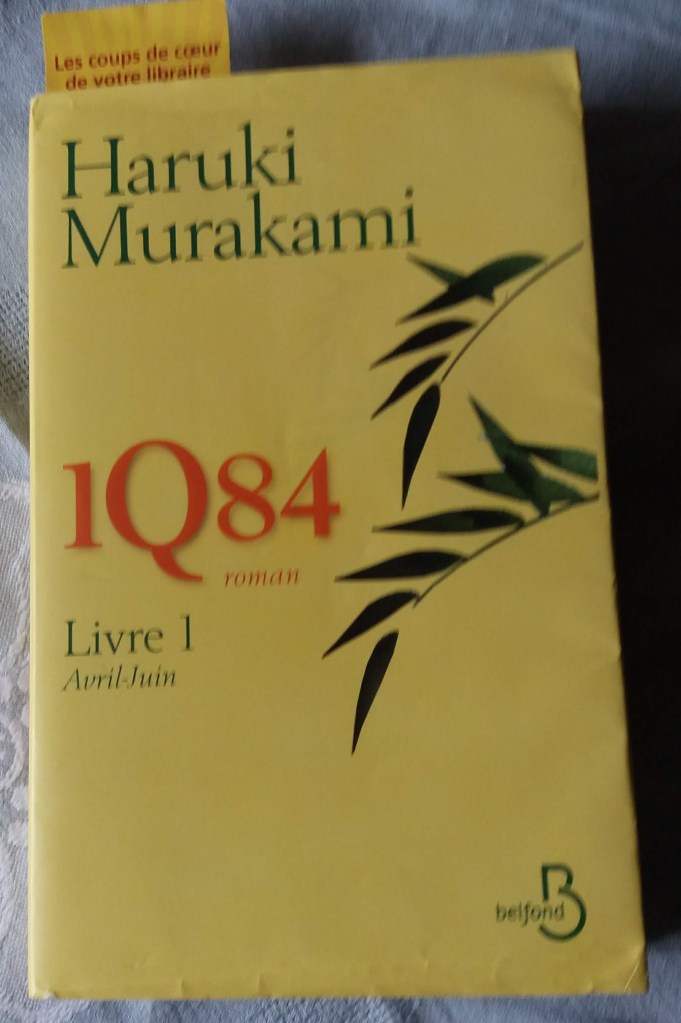 Les coups de cœur
de votre libraire
Haruki
Murakami
1Q84
roman
Livre 1
Avril-Juin
belfond
B